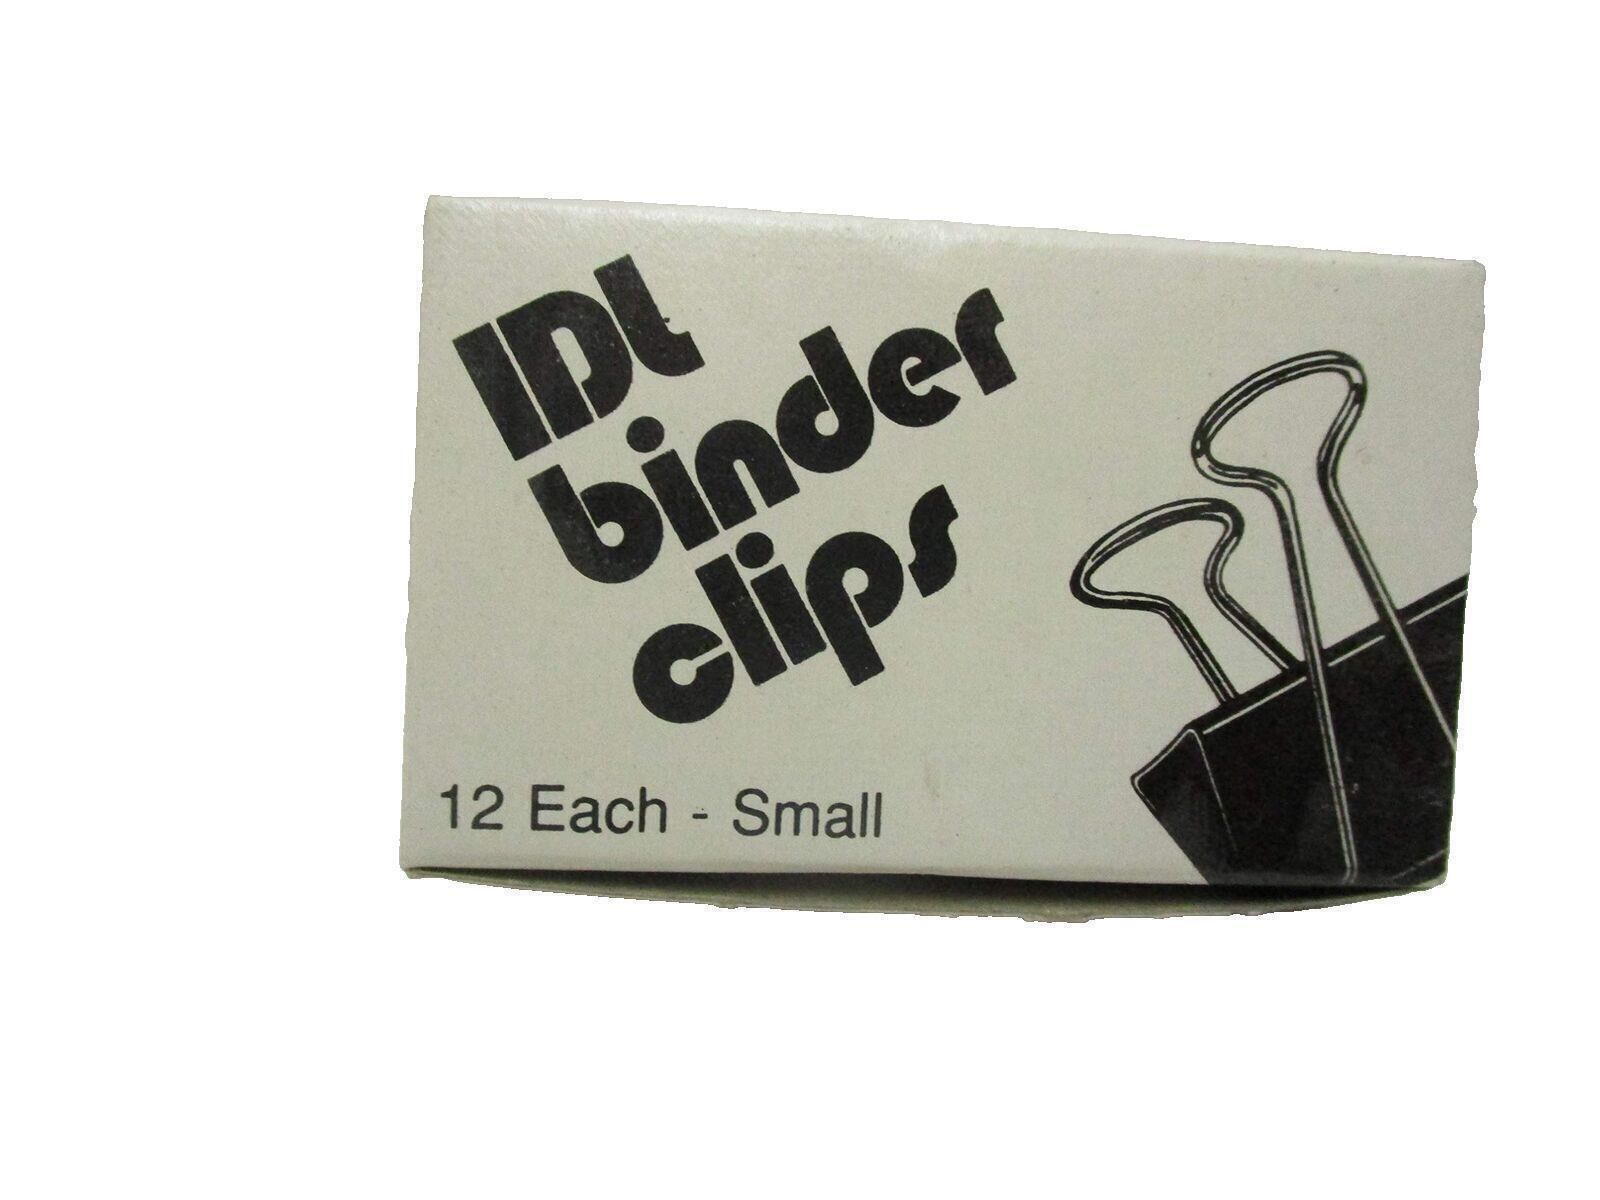 IDL
binder
clips
12 Each - Small